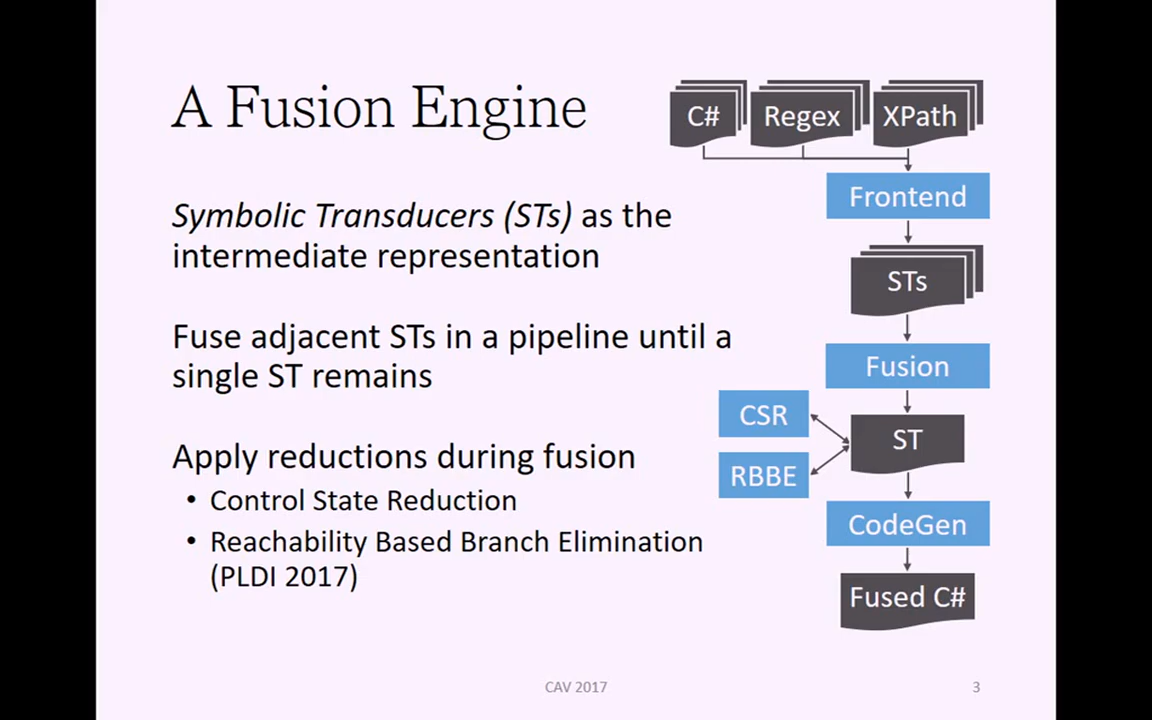 A Fusion Engine
Symbolic Transducers (STs) as the
intermediate representation
Fuse adjacent STs in a pipeline until a
single ST remains
Apply reductions during fusion
• Control State Reduction
• Reachability Based Branch Elimination
(PLDI 2017)
C# Regex XPath
Frontend
STs
Fusion
CSR
ST
RBBE
CodeGen
Fused C#
CAV 2017
3